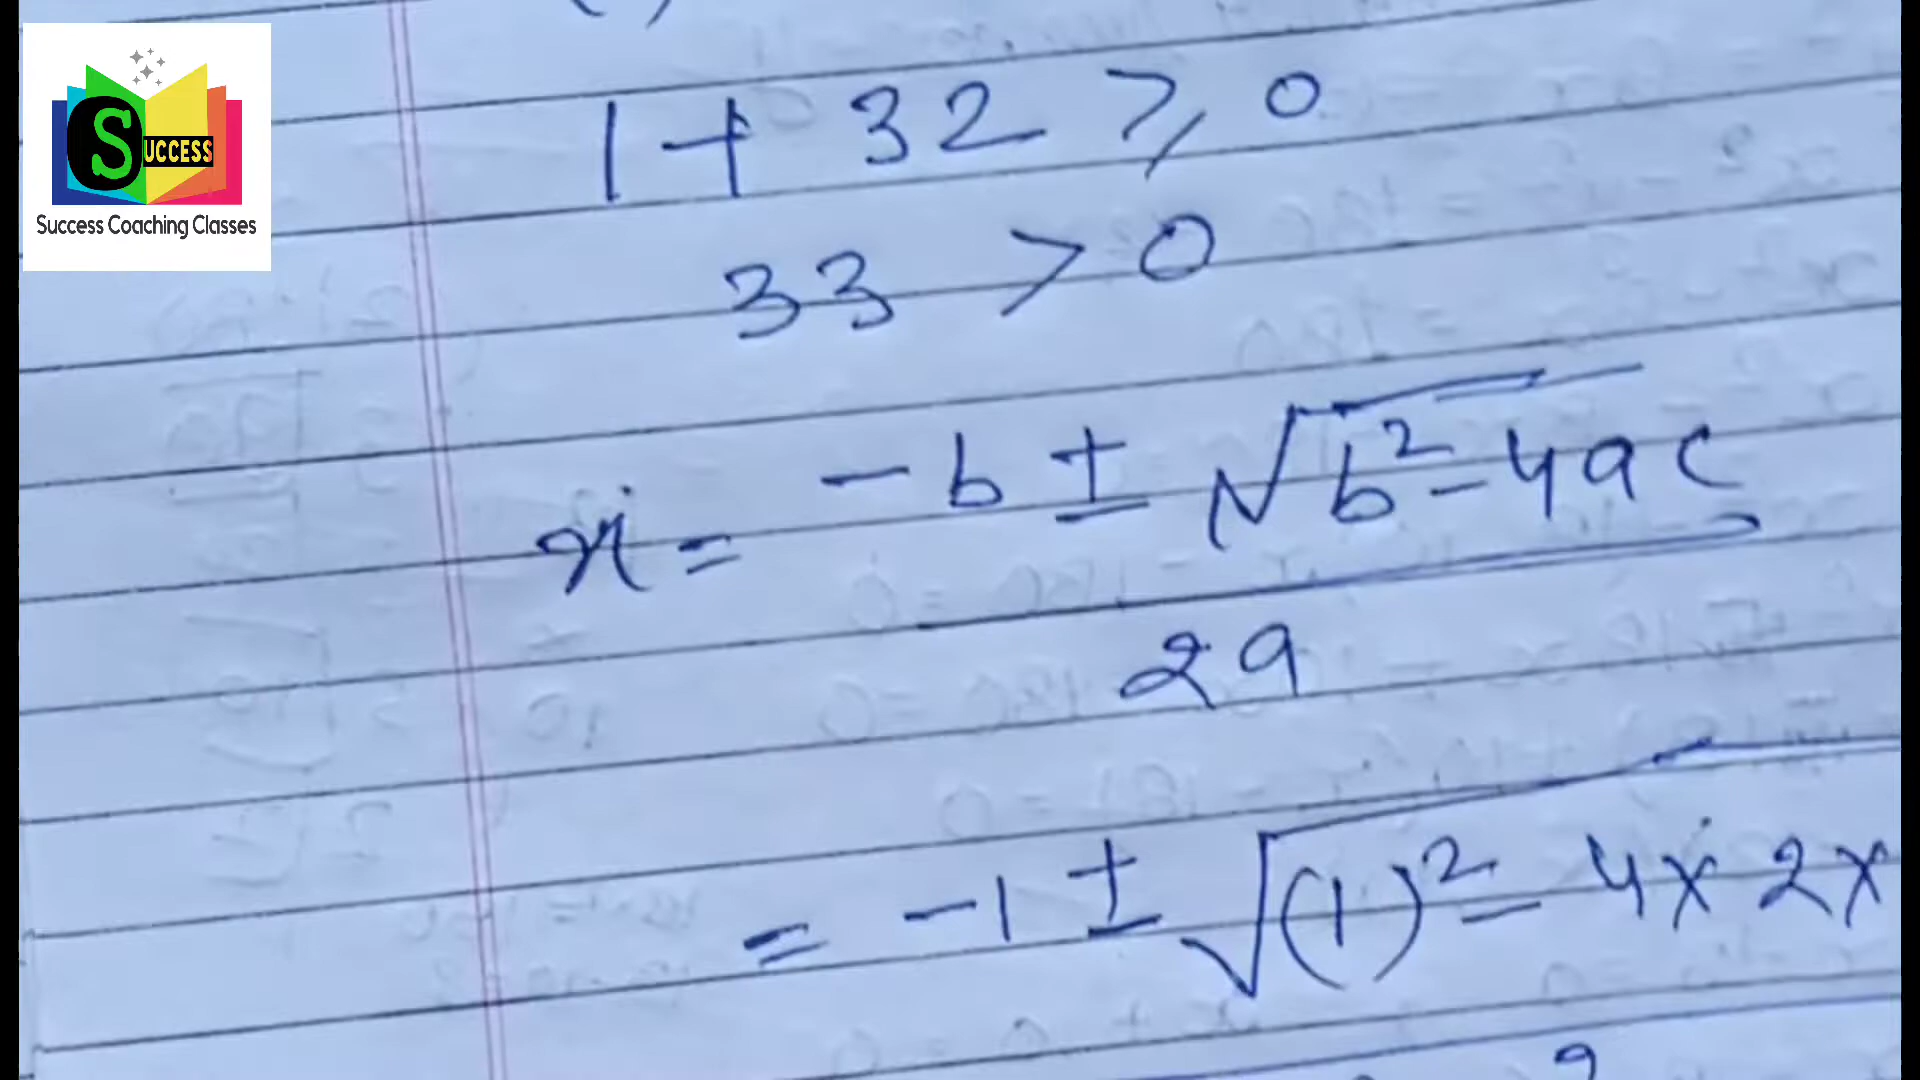 SUCCESS
Success Coaching Classes
1 + 32 ⩾ 0
33 > 0
x = -b ± √b² - 4ac
2a
= -1 ± √(1)² - 4 x 2 x